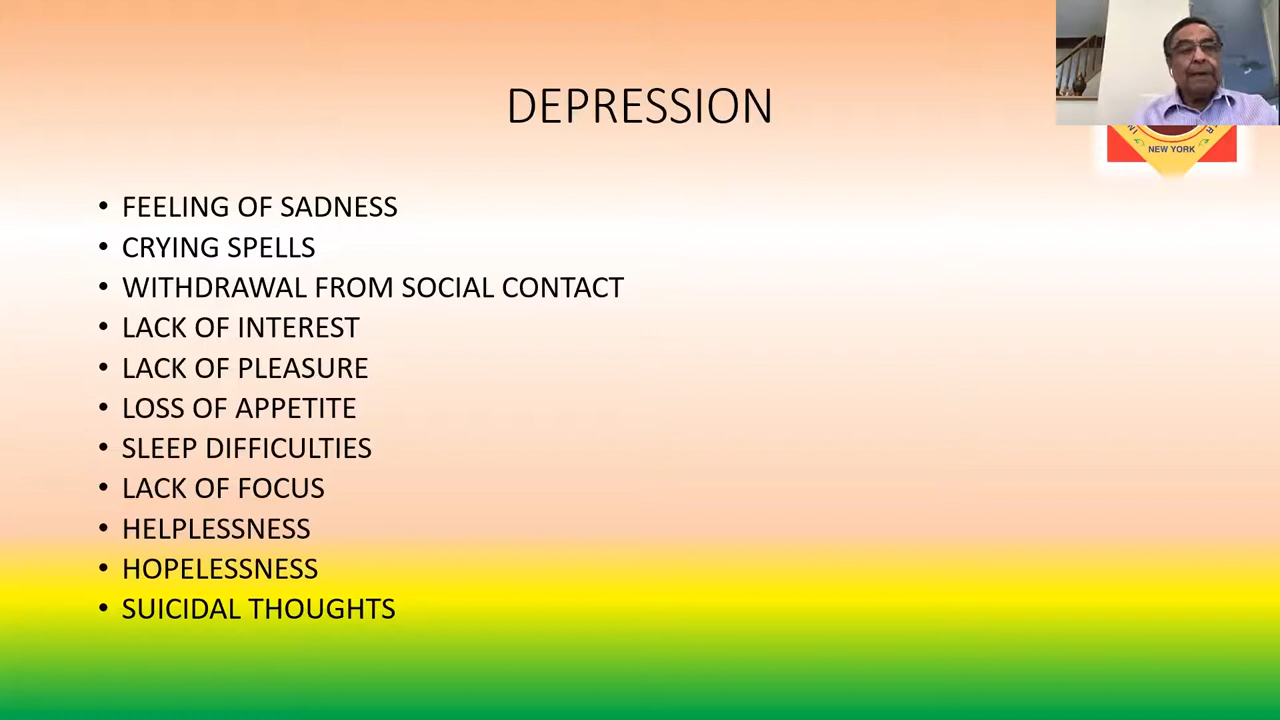 DEPRESSION
NEW YORK
• FEELING OF SADNESS
• CRYING SPELLS
• WITHDRAWAL FROM SOCIAL CONTACT
• LACK OF INTEREST
• LACK OF PLEASURE
• LOSS OF APPETITE
• SLEEP DIFFICULTIES
• LACK OF FOCUS
• HELPLESSNESS
• HOPELESSNESS
• SUICIDAL THOUGHTS